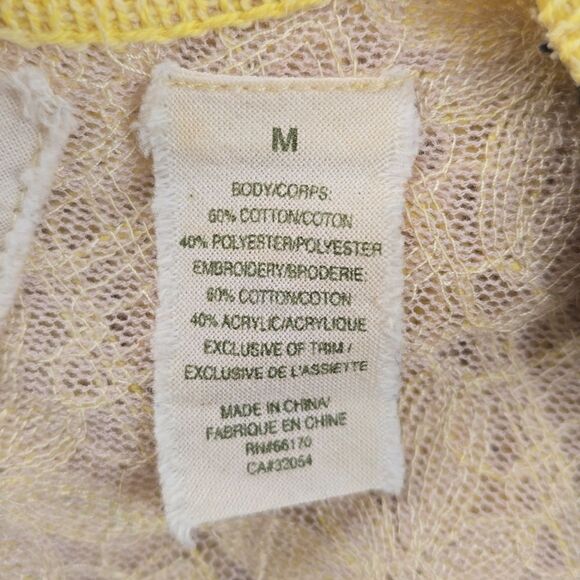 M
BODY/CORPS:
60% COTTON/COTON
40% POLYESTER/POLYESTER
EMBROIDERY/BRODERIE:
60% COTTON/COTON
40% ACRYLIC/ACRYLIQUE
EXCLUSIVE OF TRIM /
EXCLUSIVE DE L'ASSIETTE
MADE IN CHINA/
FABRIQUE EN CHINE
RN#66170
CA#32054